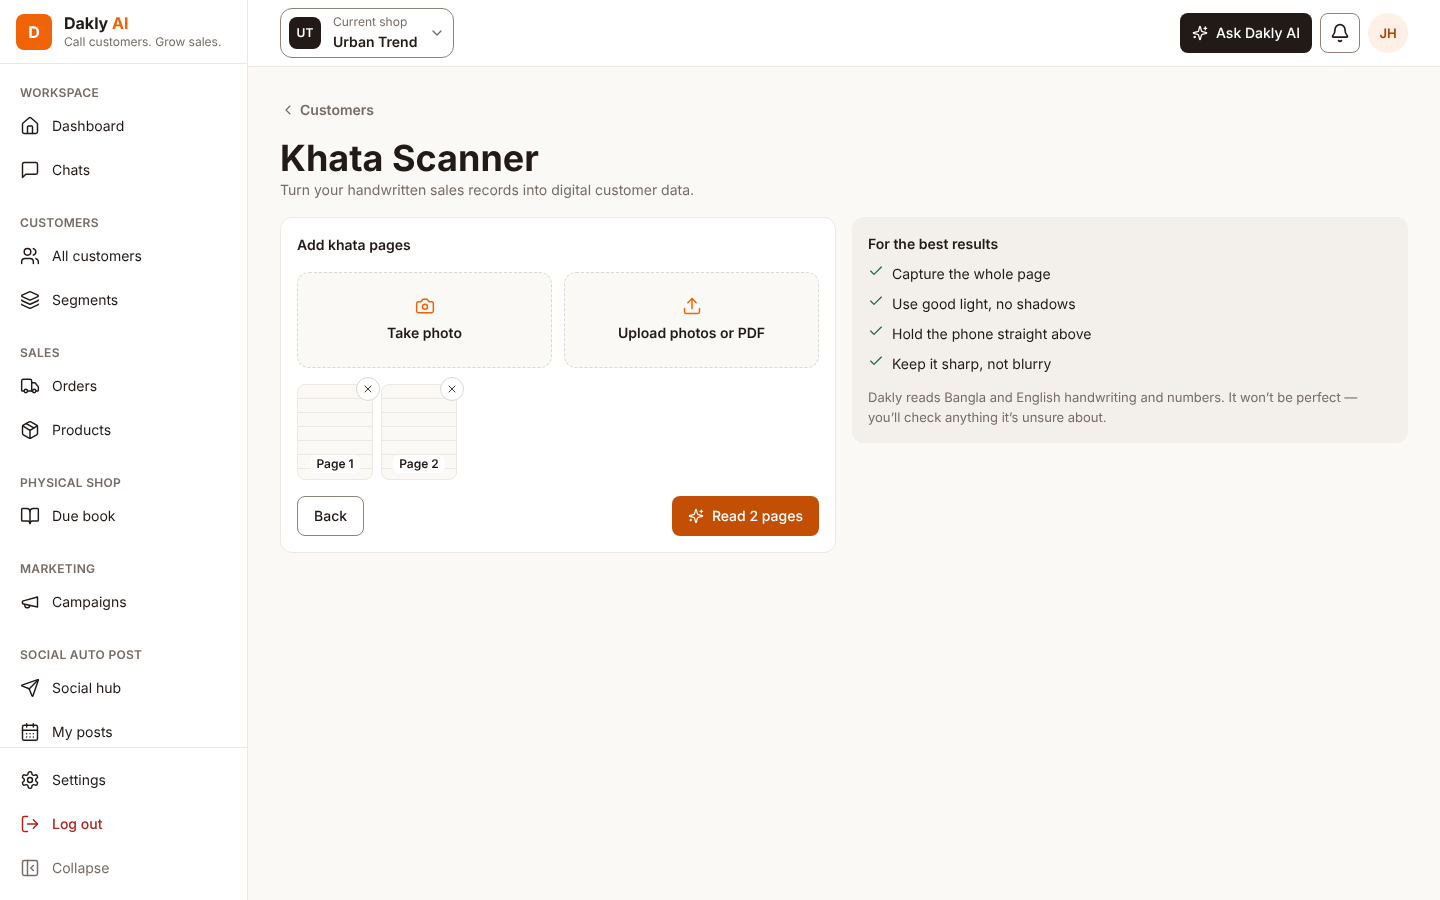 D
Dakly AI
Call customers. Grow sales.
WORKSPACE
Dashboard
Chats
CUSTOMERS
All customers
Segments
SALES
Orders
Products
PHYSICAL SHOP
Due book
MARKETING
Campaigns
SOCIAL AUTO POST
Social hub
My posts
Settings
Log out
Collapse
UT
Current shop
Urban Trend
Ask Dakly AI
JH
Customers
Khata Scanner
Turn your handwritten sales records into digital customer data.
Add khata pages
Take photo
Upload photos or PDF
Page 1
Page 2
Back
Read 2 pages
For the best results
Capture the whole page
Use good light, no shadows
Hold the phone straight above
Keep it sharp, not blurry
Dakly reads Bangla and English handwriting and numbers. It won’t be perfect —
you’ll check anything it’s unsure about.